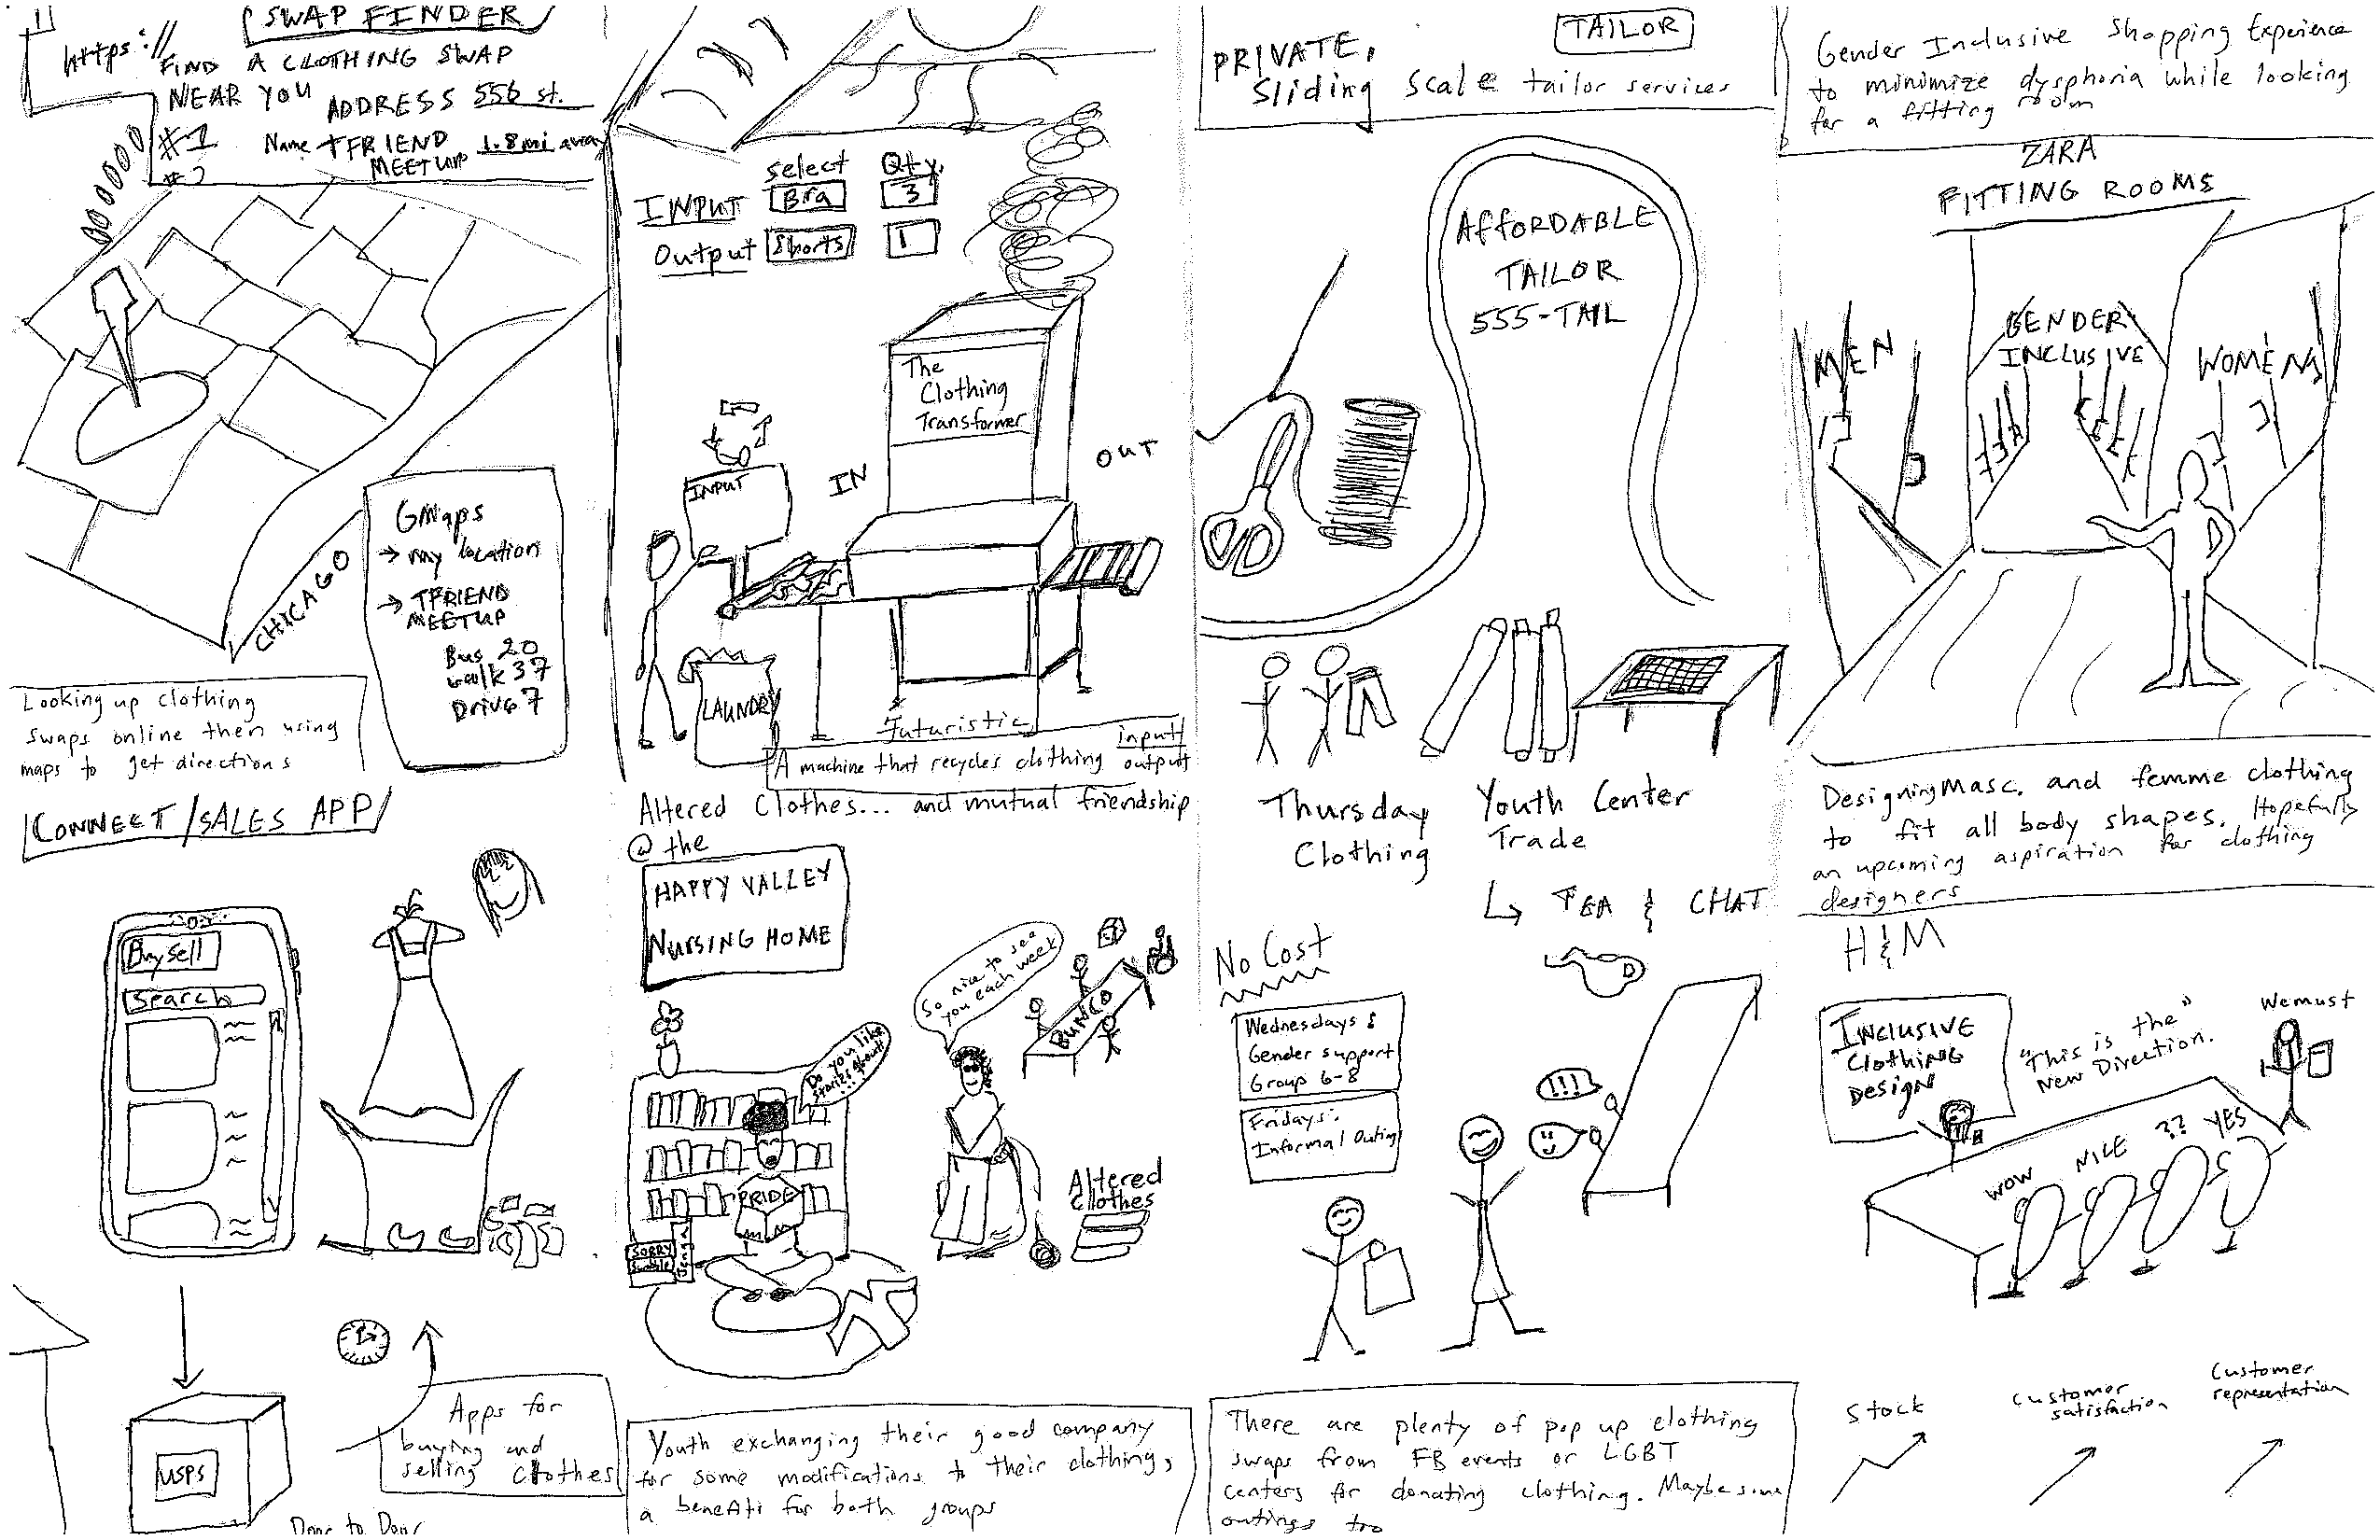 SWAP FINDER
https://
FIND A CLOTHING SWAP
NEAR YOU ADDRESS 556 st.
#1 Name TFRIEND 1.8mi away
MEETUP
#2
GMaps
→ my location
→ TFRIEND
MEETUP
Bus 20
walk 37
Drive 7
CHICAGO
Looking up clothing
swaps online then using
maps to get directions
select Qty.
INPUT Bra 3
Output Shorts 1
The
Clothing
Transformer
INPUT
IN
OUT
LAUNDRY
Futuristic
A machine that recycles clothing input/
output
TAILOR
PRIVATE,
Sliding Scale tailor services
AFFORDABLE
TAILOR
555-TAIL
Gender Inclusive Shopping Experience
to minimize dysphoria while looking
for a fitting room
ZARA
FITTING ROOMS
MEN
GENDER
INCLUSIVE
WOMENS
CONNECT/SALES APP
Buy Sell
Search
USPS
Door to Door
Apps for
buying and
selling clothes
Altered Clothes... and mutual friendship
@ the
HAPPY VALLEY
NURSING HOME
So nice to see
you each week
BUNCO
Do you like
stories about
...
PRIDE
SORRY
Scrabble
Jenga
Altered
Clothes
Youth exchanging their good company
for some modifications to their clothing,
a benefit for both groups
Thursday Youth Center
Clothing Trade
↳ TEA & CHAT
No Cost
Wednesdays:
Gender support
Group 6-8
Fridays:
Informal Outing
!!!
There are plenty of pop up clothing
swaps from FB events or LGBT
centers for donating clothing. Maybe some
outings too
Designing Masc. and femme clothing
to fit all body shapes. Hopefully
an upcoming aspiration for clothing
designers
H&M
INCLUSIVE
Clothing
DESIGN
"This is the"
New Direction.
We must
WOW NICE ?? YES
Stock
Customer
satisfaction
Customer
representation